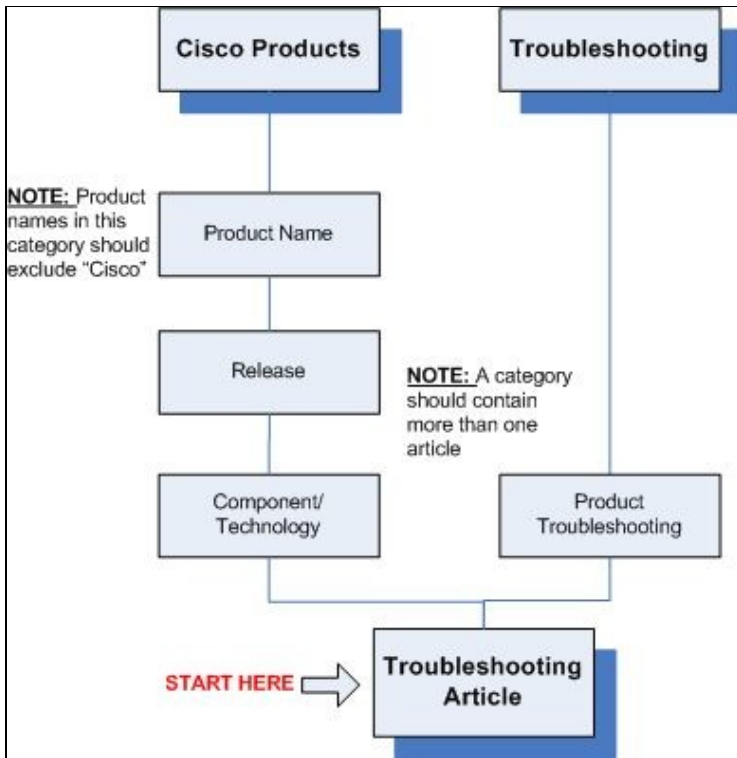 Cisco Products
Troubleshooting
NOTE: Product
names in this
category should
exclude “Cisco”
Product Name
Release
NOTE: A category
should contain
more than one
article
Component/
Technology
Product
Troubleshooting
START HERE
Troubleshooting
Article